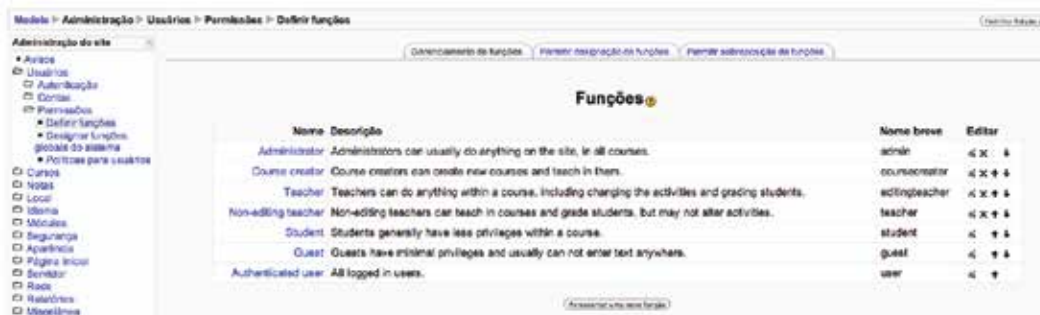 Modelo ► Administração ► Usuários ► Permissões ► Definir funções
Administração do site
Avisos
Usuários
Autenticação
Contas
Permissões
Definir funções
Designar funções
globais do sistema
Políticas para usuários
Cursos
Notas
Local
Idioma
Módulos
Segurança
Aparência
Página inicial
Servidor
Rede
Relatórios
Miscelânea
Gerenciamento de funções
Permitir designação de funções
Permitir sobreposição de funções
Funções
Nome Descrição Nome breve Editar
Administrator Administrators can usually do anything on the site, in all courses. admin
Course creator Course creators can create new courses and teach in them. coursecreator
Teacher Teachers can do anything within a course, including changing the activities and grading students. editingteacher
Non-editing teacher Non-editing teachers can teach in courses and grade students, but may not alter activities. teacher
Student Students generally have less privileges within a course. student
Guest Guests have minimal privileges and usually can not enter text anywhere. guest
Authenticated user All logged in users. user
Acrescentar uma nova função